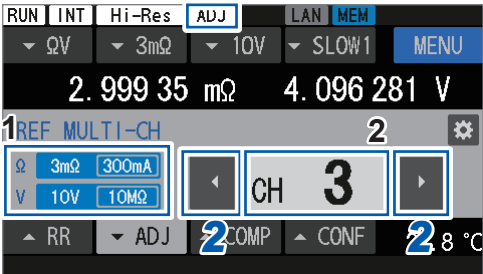 RUN INT Hi-Res ADJ LAN MEM
ΩV 3mΩ 10V SLOW1 MENU
2.999 35 mΩ 4.096 281 V
1 REF MULTI-CH 2
Ω 3mΩ 300mA
V 10V 10MΩ
CH 3
2 2
RR ADJ COMP CONF .8 °C